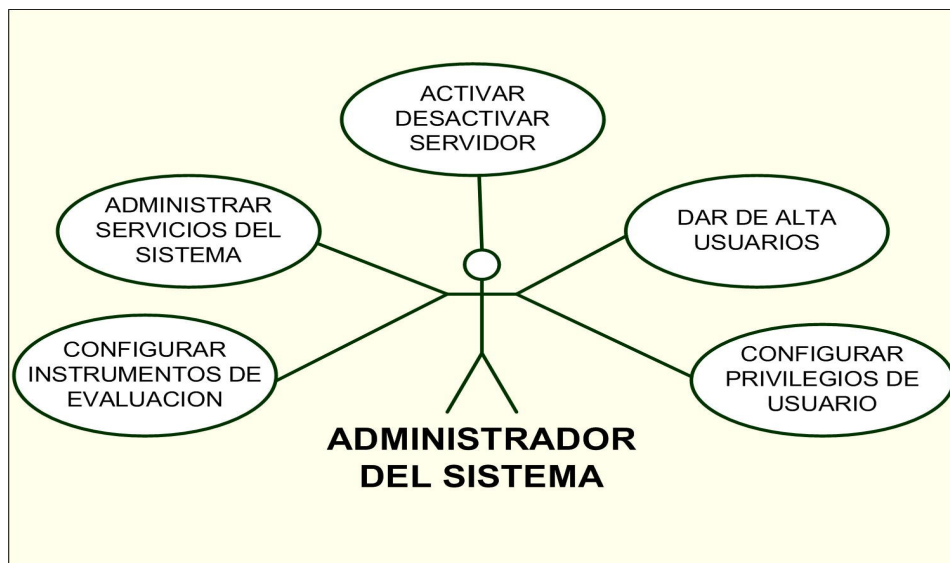 ACTIVAR
DESACTIVAR
SERVIDOR
ADMINISTRAR
SERVICIOS DEL
SISTEMA
DAR DE ALTA
USUARIOS
CONFIGURAR
INSTRUMENTOS DE
EVALUACION
CONFIGURAR
PRIVILEGIOS DE
USUARIO
ADMINISTRADOR
DEL SISTEMA